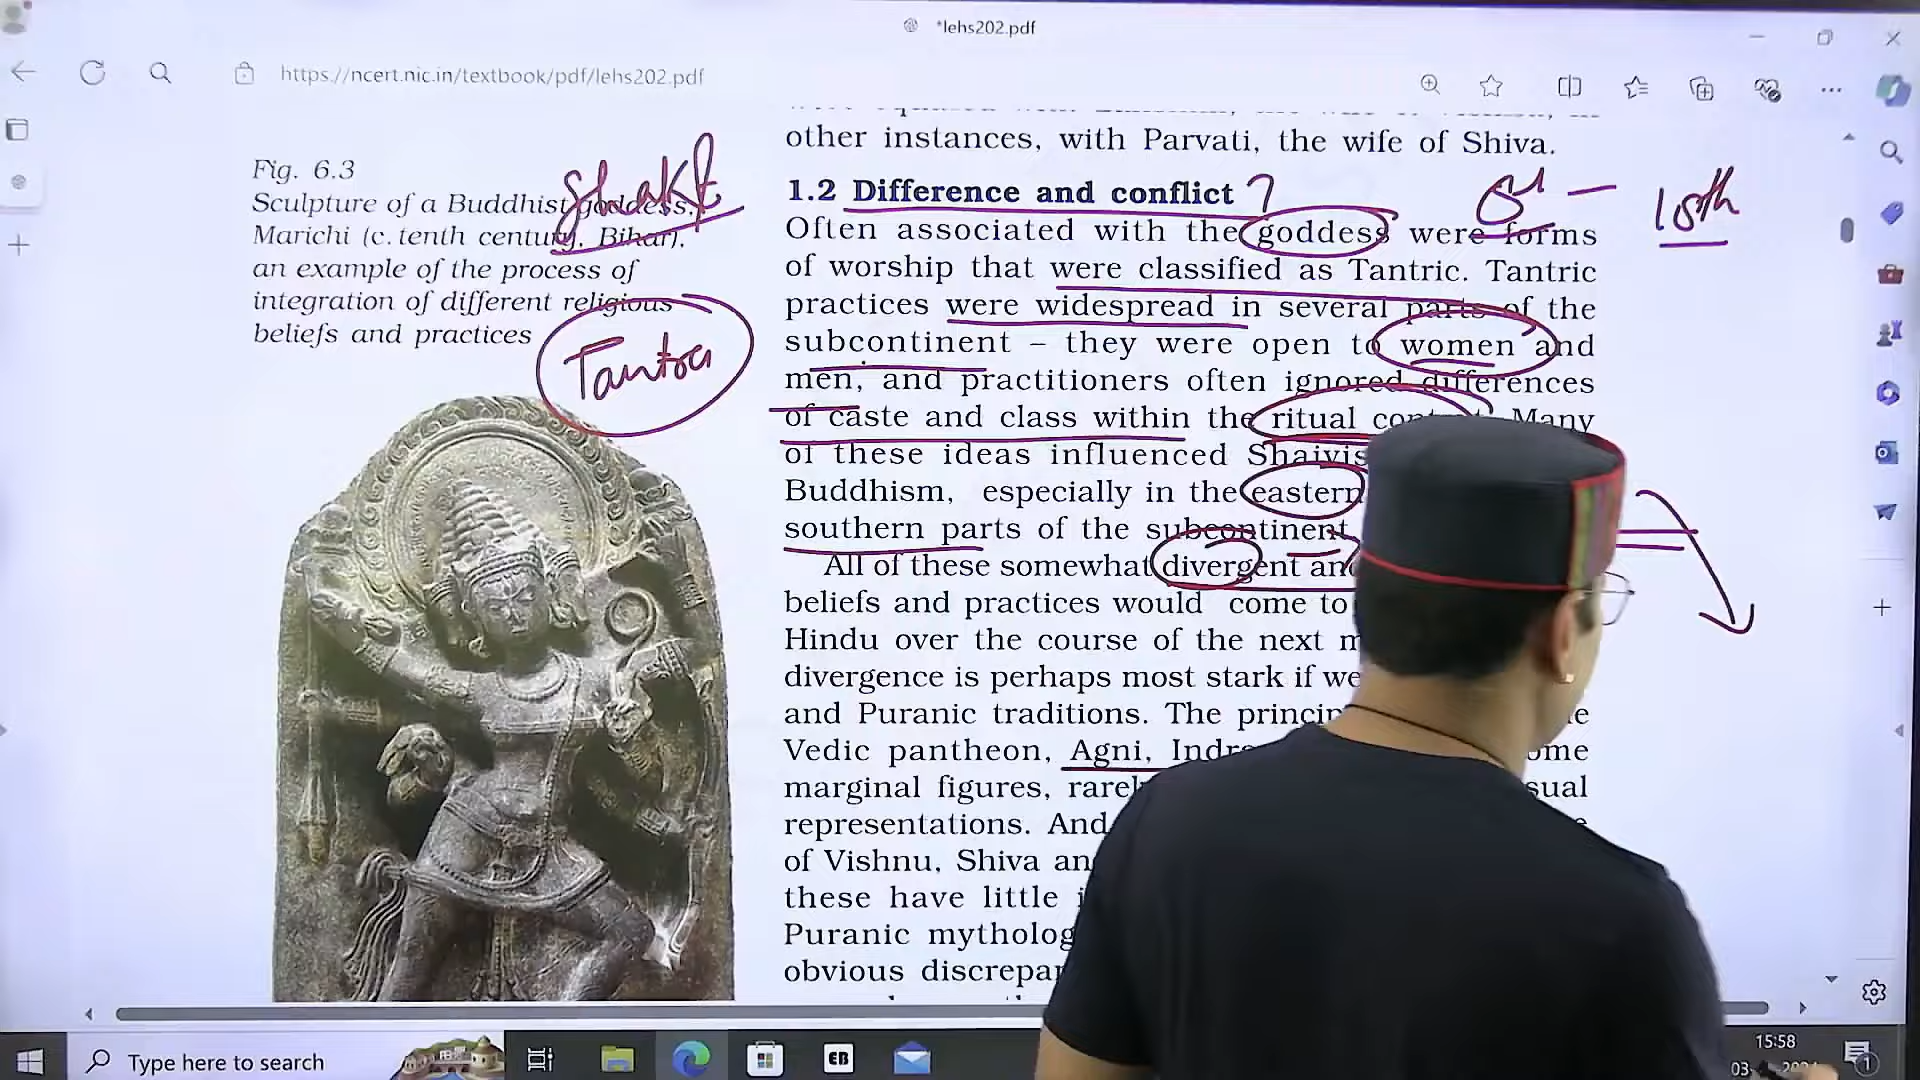 *lehs202.pdf
https://ncert.nic.in/textbook/pdf/lehs202.pdf
other instances, with Parvati, the wife of Shiva.
Fig. 6.3
Sculpture of a Buddhist goddess,
Marichi (c. tenth century, Bihar),
an example of the process of
integration of different religious
beliefs and practices
Shakti
Tantra
1.2 Difference and conflict ?
10th
Often associated with the goddess were forms
of worship that were classified as Tantric. Tantric
practices were widespread in several parts of the
subcontinent – they were open to women and
men, and practitioners often ignored differences
of caste and class within the ritual Many
of these ideas influenced
Buddhism, especially in the eastern
southern parts of the subcontinent.
All of these somewhat divergent
beliefs and practices would come to
Hindu over the course of the next
divergence is perhaps most stark if we
and Puranic traditions. The
Vedic pantheon, Agni,
marginal figures,
representations. And
of Vishnu, Shiva
these have little
Puranic
obvious
Type here to search
EB
15:58
1